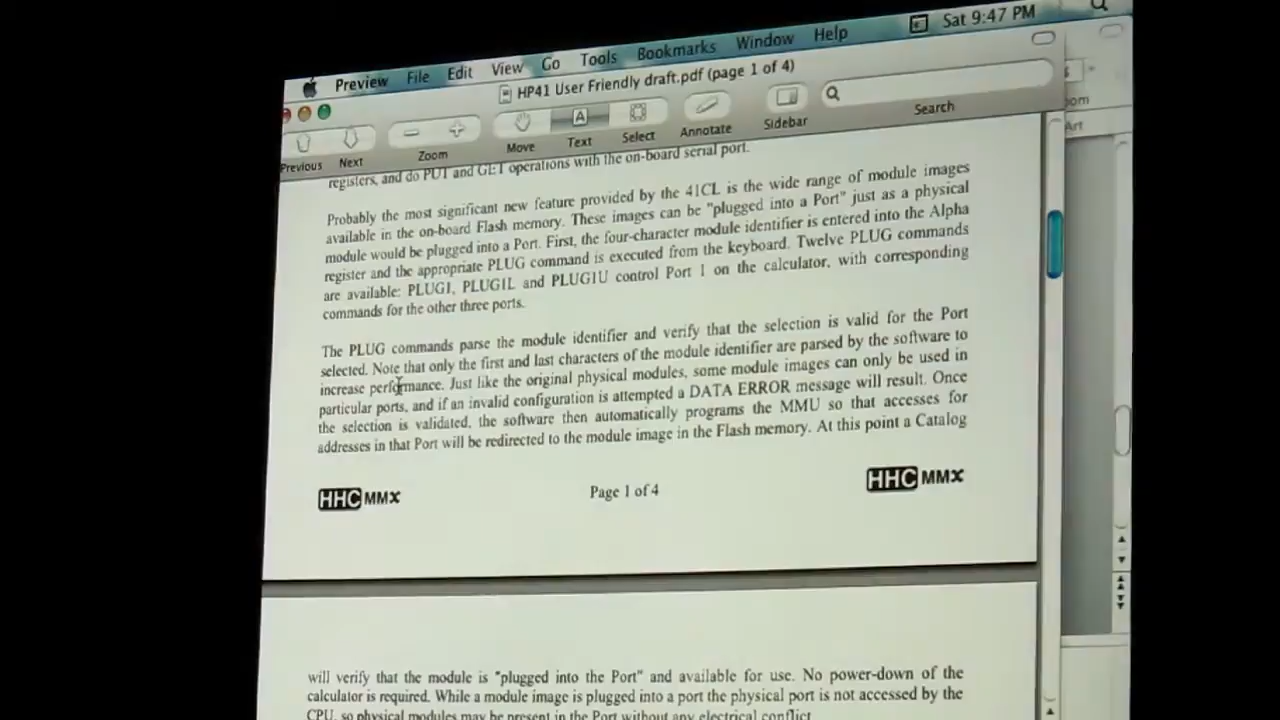 Preview File Edit View Go Tools Bookmarks Window Help Sat 9:47 PM
HP41 User Friendly draft.pdf (page 1 of 4)
Previous Next Zoom Move Text Select Annotate Sidebar Search
oom
Art
registers, and do PUT and GET operations with the on-board serial port.
Probably the most significant new feature provided by the 41CL is the wide range of module images
available in the on-board Flash memory. These images can be "plugged into a Port" just as a physical
module would be plugged into a Port. First, the four-character module identifier is entered into the Alpha
register and the appropriate PLUG command is executed from the keyboard. Twelve PLUG commands
are available: PLUG1, PLUG1L and PLUG1U control Port 1 on the calculator, with corresponding
commands for the other three ports.
The PLUG commands parse the module identifier and verify that the selection is valid for the Port
selected. Note that only the first and last characters of the module identifier are parsed by the software to
increase performance. Just like the original physical modules, some module images can only be used in
particular ports, and if an invalid configuration is attempted a DATA ERROR message will result. Once
the selection is validated, the software then automatically programs the MMU so that accesses for
addresses in that Port will be redirected to the module image in the Flash memory. At this point a Catalog
HHC MMX Page 1 of 4 HHC MMX
will verify that the module is "plugged into the Port" and available for use. No power-down of the
calculator is required. While a module image is plugged into a port the physical port is not accessed by the
CPU, so physical modules may be present in the Port without any electrical conflict